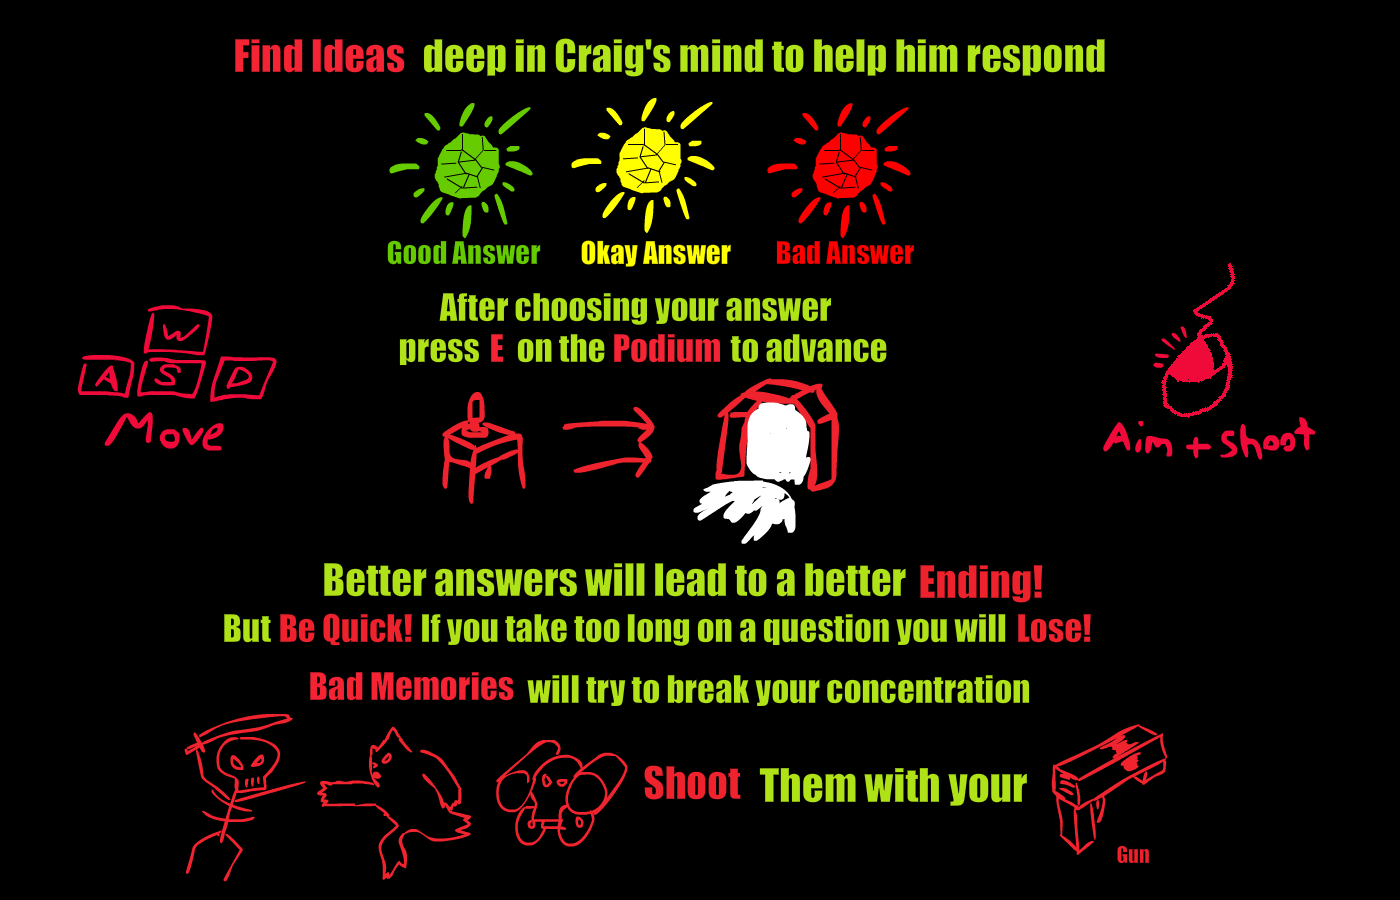 Find Ideas deep in Craig's mind to help him respond
Good Answer
Okay Answer
Bad Answer
After choosing your answer
press E on the Podium to advance
W
A S D
Move
Aim + Shoot
Better answers will lead to a better Ending!
But Be Quick! If you take too long on a question you will Lose!
Bad Memories will try to break your concentration
Shoot Them with your
Gun